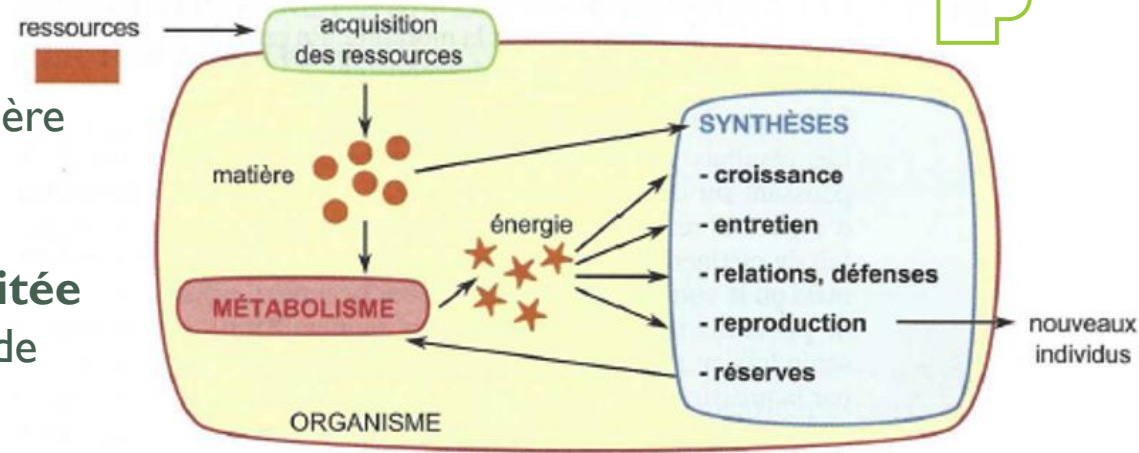 ressources
acquisition
des ressources
ère
matière
SYNTHÈSES
- croissance
énergie
- entretien
itée
- relations, défenses
MÉTABOLISME
de
- reproduction
nouveaux
individus
- réserves
ORGANISME